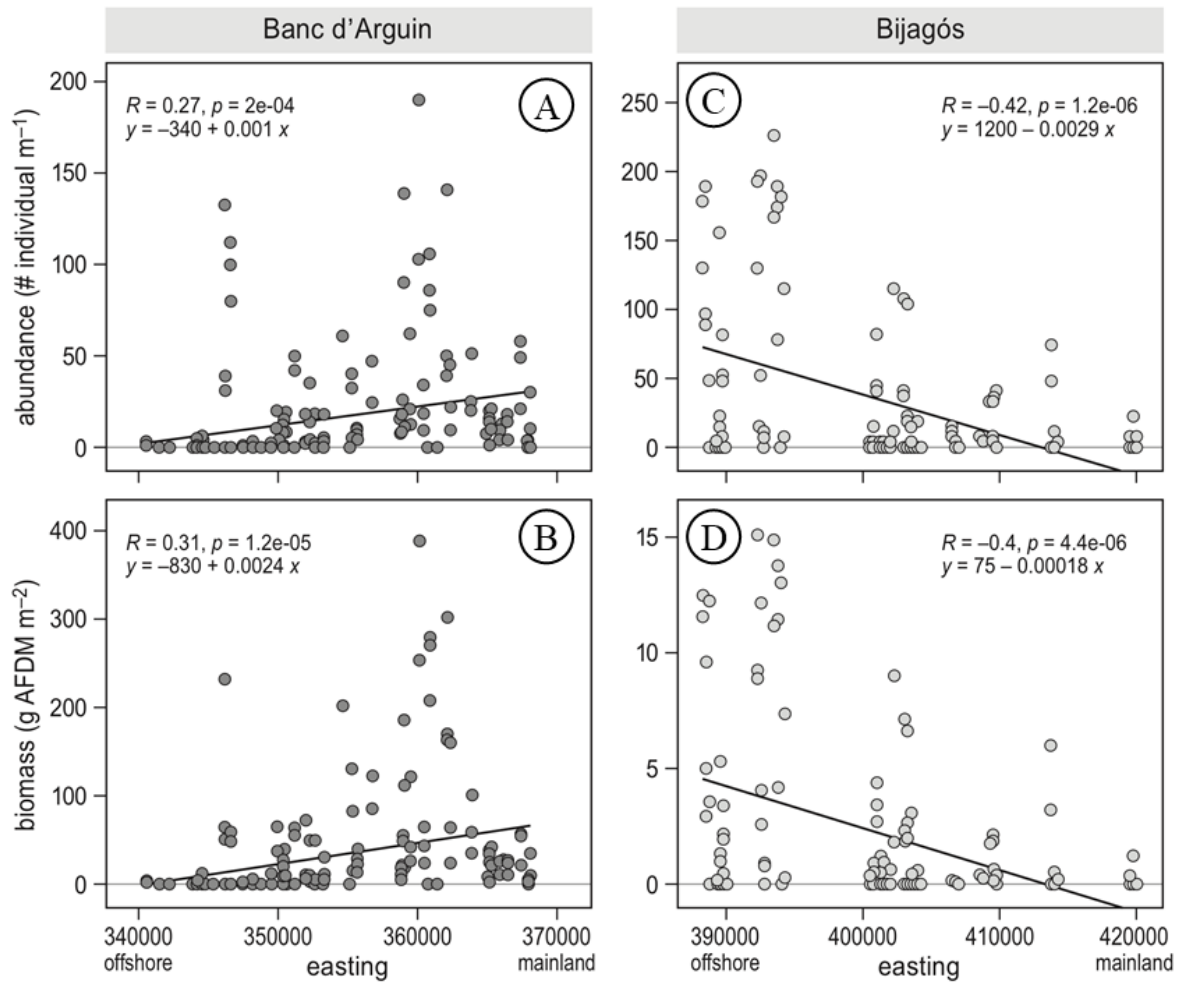 Banc d'Arguin
Bijagós
abundance (# individual m⁻¹)
200
150
100
50
0
R = 0.27, p = 2e-04
y = –340 + 0.001 x
A
250
200
150
100
50
0
C
R = –0.42, p = 1.2e-06
y = 1200 – 0.0029 x
biomass (g AFDM m⁻²)
400
300
200
100
0
R = 0.31, p = 1.2e-05
y = –830 + 0.0024 x
B
15
10
5
0
D
R = –0.4, p = 4.4e-06
y = 75 – 0.00018 x
340000 350000 360000 370000
offshore easting mainland
390000 400000 410000 420000
offshore easting mainland